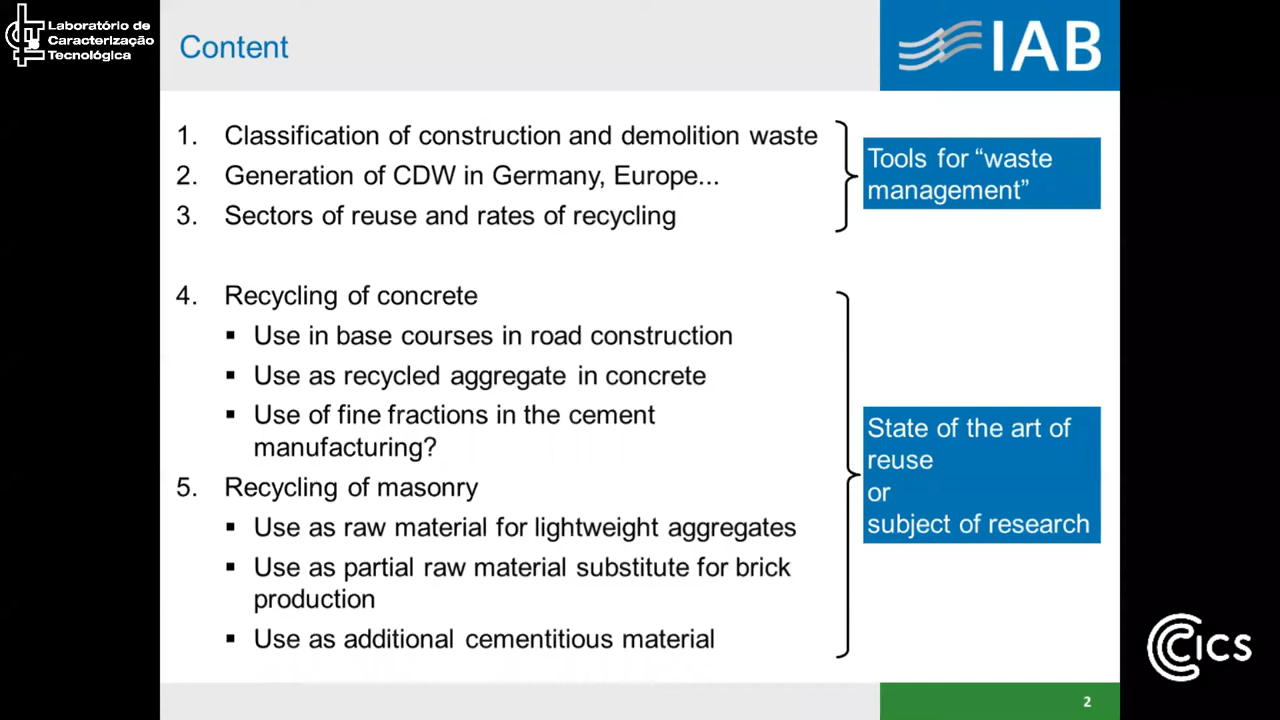 Laboratório de
Caracterização
Tecnológica
Content
IAB
1. Classification of construction and demolition waste
2. Generation of CDW in Germany, Europe...
3. Sectors of reuse and rates of recycling
Tools for “waste
management”
4. Recycling of concrete
▪ Use in base courses in road construction
▪ Use as recycled aggregate in concrete
▪ Use of fine fractions in the cement
manufacturing?
5. Recycling of masonry
▪ Use as raw material for lightweight aggregates
▪ Use as partial raw material substitute for brick
production
▪ Use as additional cementitious material
State of the art of
reuse
or
subject of research
CICS
2